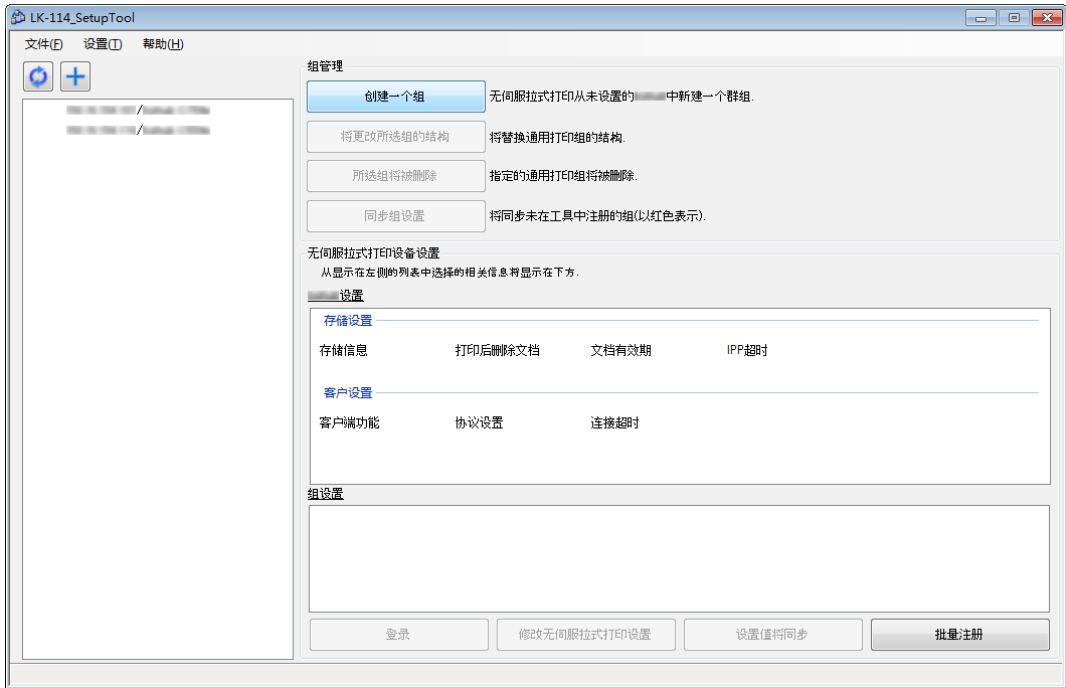 LK-114_SetupTool
文件(F) 设置(T) 帮助(H)
/
/
组管理
创建一个组 无伺服拉式打印从未设置的 中新建一个群组.
将更改所选组的结构 将替换通用打印组的结构.
所选组将被删除 指定的通用打印组将被删除.
同步组设置 将同步未在工具中注册的组(以红色表示).
无伺服拉式打印设备设置
从显示在左侧的列表中选择的相关信息将显示在下方.
设置
存储设置
存储信息 打印后删除文档 文档有效期 IPP超时
客户设置
客户端功能 协议设置 连接超时
组设置
登录 修改无伺服拉式打印设置 设置值将同步 批量注册